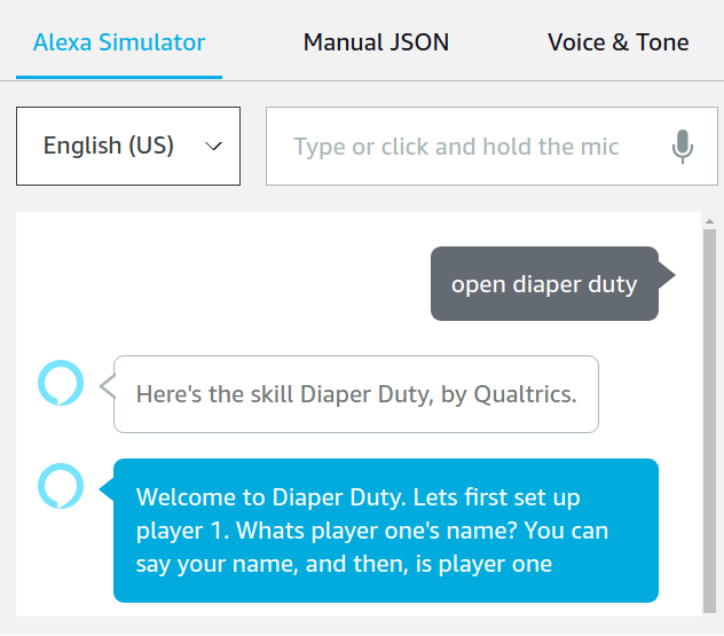 Alexa Simulator Manual JSON Voice & Tone
English (US) Type or click and hold the mic
open diaper duty
Here's the skill Diaper Duty, by Qualtrics.
Welcome to Diaper Duty. Lets first set up
player 1. Whats player one's name? You can
say your name, and then, is player one